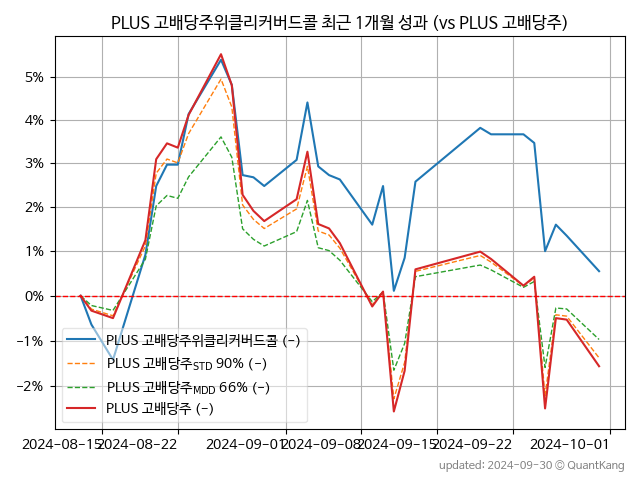 PLUS 고배당주위클리커버드콜 최근 1개월 성과 (vs PLUS 고배당주)
5%
4%
3%
2%
1%
0%
−1%
−2%
PLUS 고배당주위클리커버드콜 (-)
PLUS 고배당주STD 90% (-)
PLUS 고배당주MDD 66% (-)
PLUS 고배당주 (-)
2024-08-15 2024-08-22 2024-09-01 2024-09-08 2024-09-15 2024-09-22 2024-10-01
updated: 2024-09-30 © QuantKang